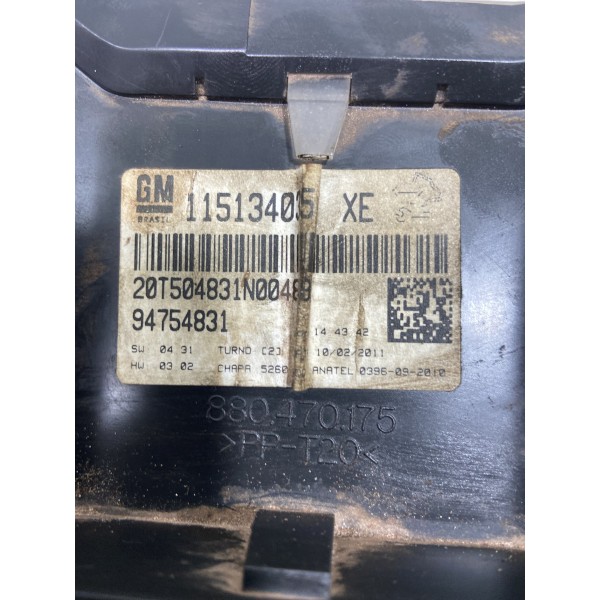 GM
BRASIL
115134035 XE
20T504831N00489
94754831
14 43 42
SW 04 31 TURNO [2] 10/02/2011
HW 03 02 CHAPA 5260 ANATEL 0396-09-2010
880.470.175
>PP-T20<